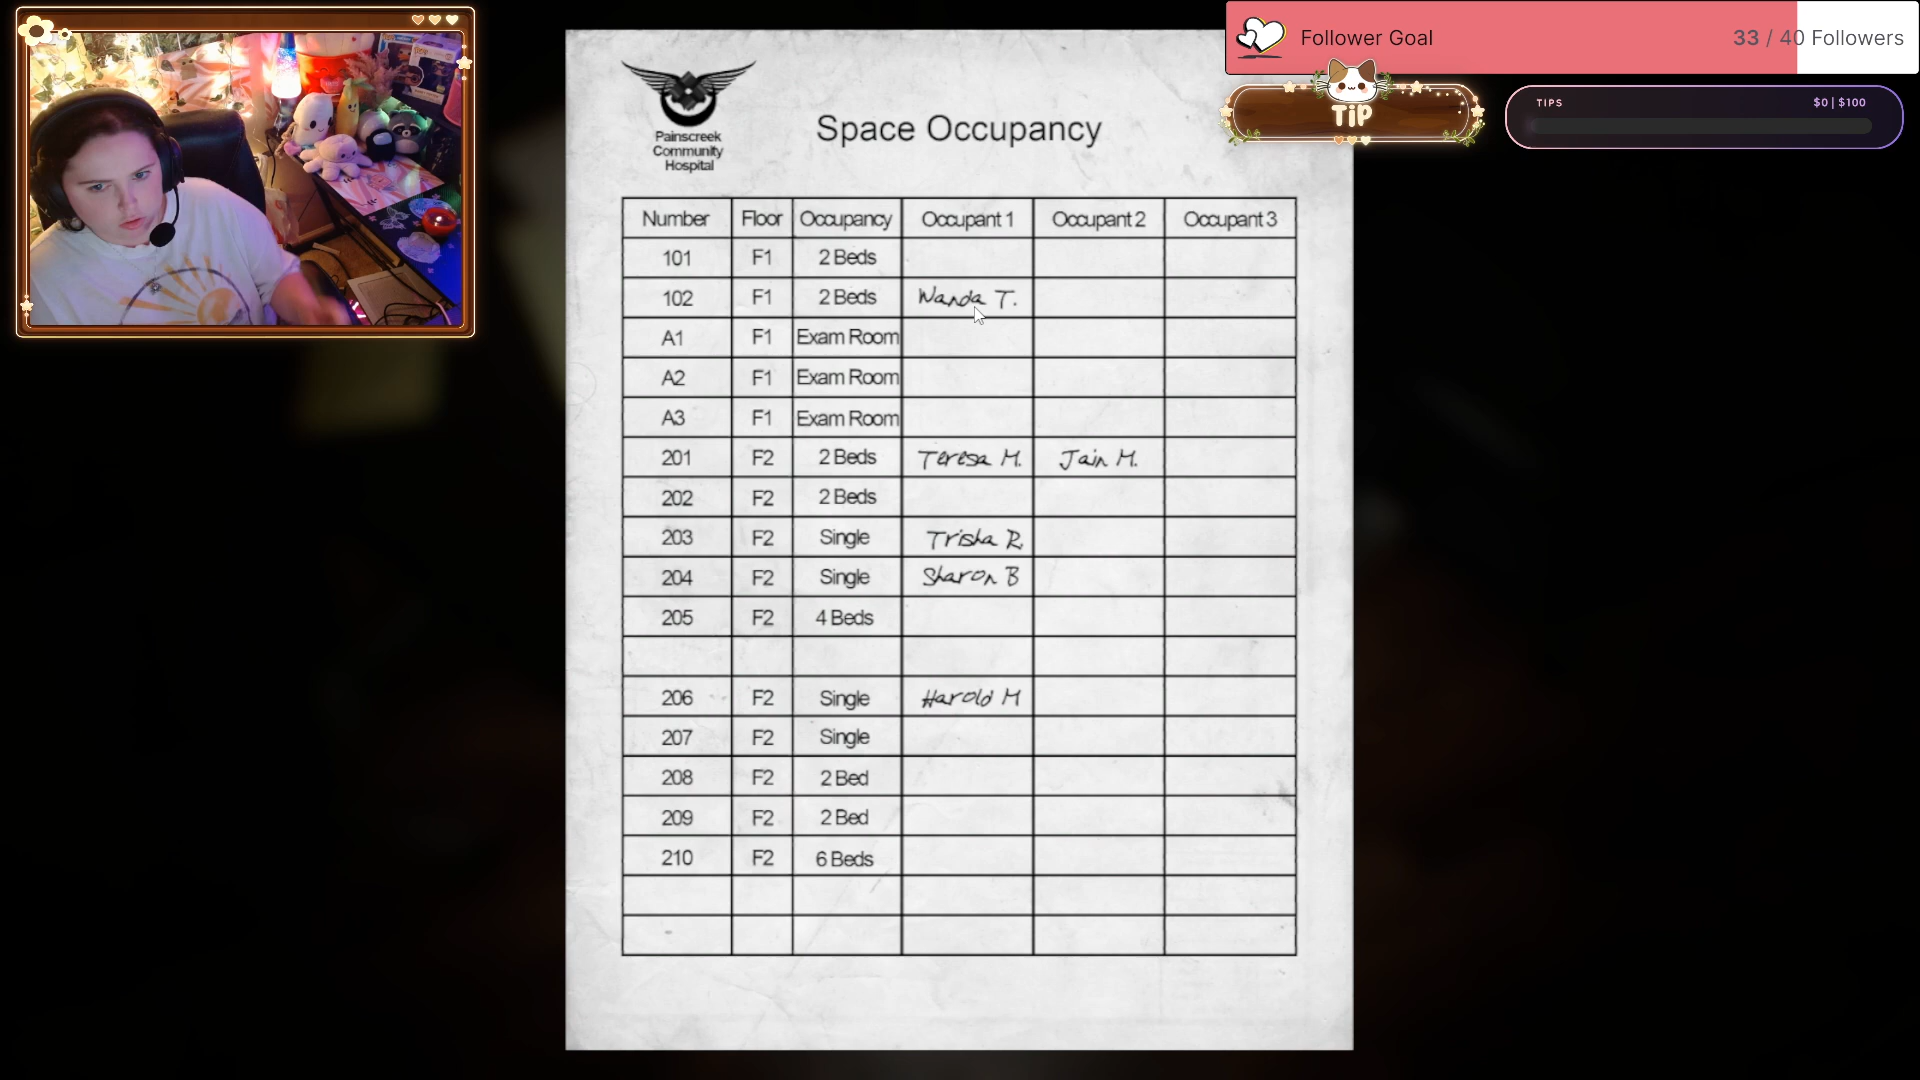 Follower Goal
33 / 40 Followers
TiP
TIPS
$0 | $100
Painscreek
Community
Hospital
Space Occupancy
Number Floor Occupancy Occupant 1 Occupant 2 Occupant 3
101 F1 2 Beds
102 F1 2 Beds Wanda T.
A1 F1 Exam Room
A2 F1 Exam Room
A3 F1 Exam Room
201 F2 2 Beds Teresa M. Jain M.
202 F2 2 Beds
203 F2 Single Trisha R.
204 F2 Single Sharon B
205 F2 4 Beds
206 F2 Single Harold M
207 F2 Single
208 F2 2 Bed
209 F2 2 Bed
210 F2 6 Beds